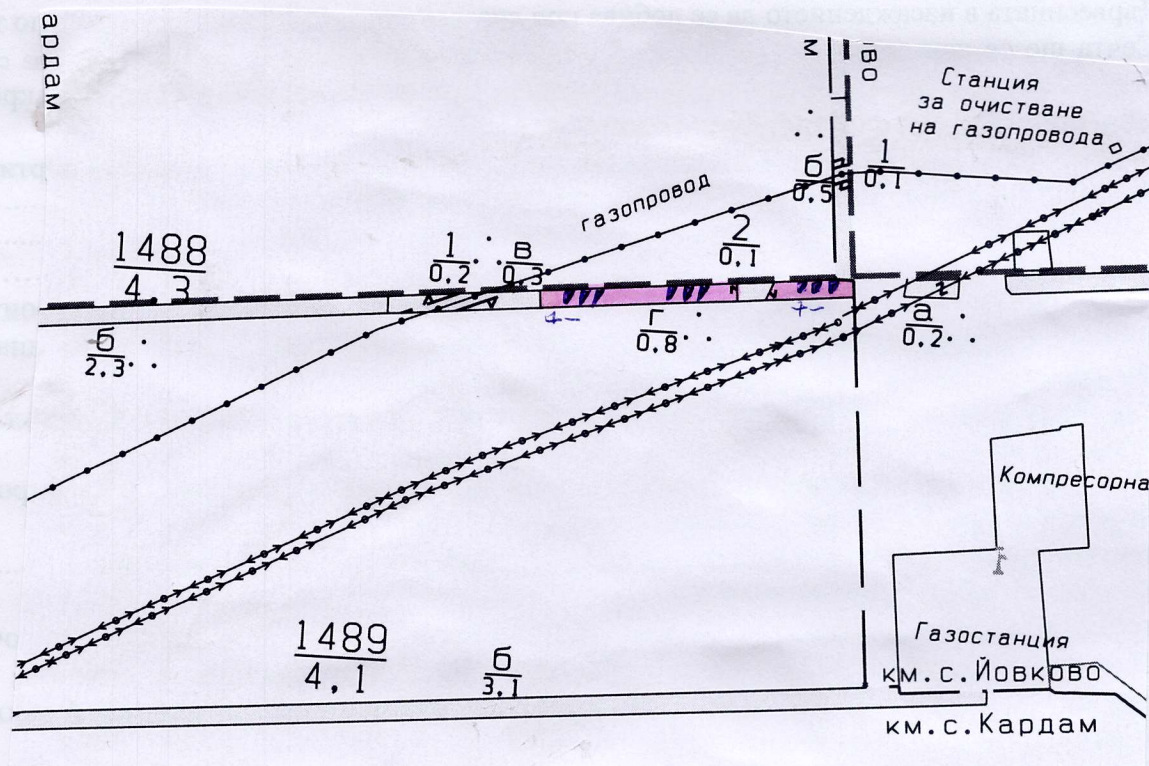 ардам
М
ВО
Станция
за очистване
на газопровода
б
0.5
1
0.1
газопровод
2
0.1
1
0.2
в
0.3
1488
4.3
б
2.3
г
0.8
а
0.2
Компресорна
Газостанция
км.с.Йовково
км.с.Кардам
1489
4.1
б
3.1